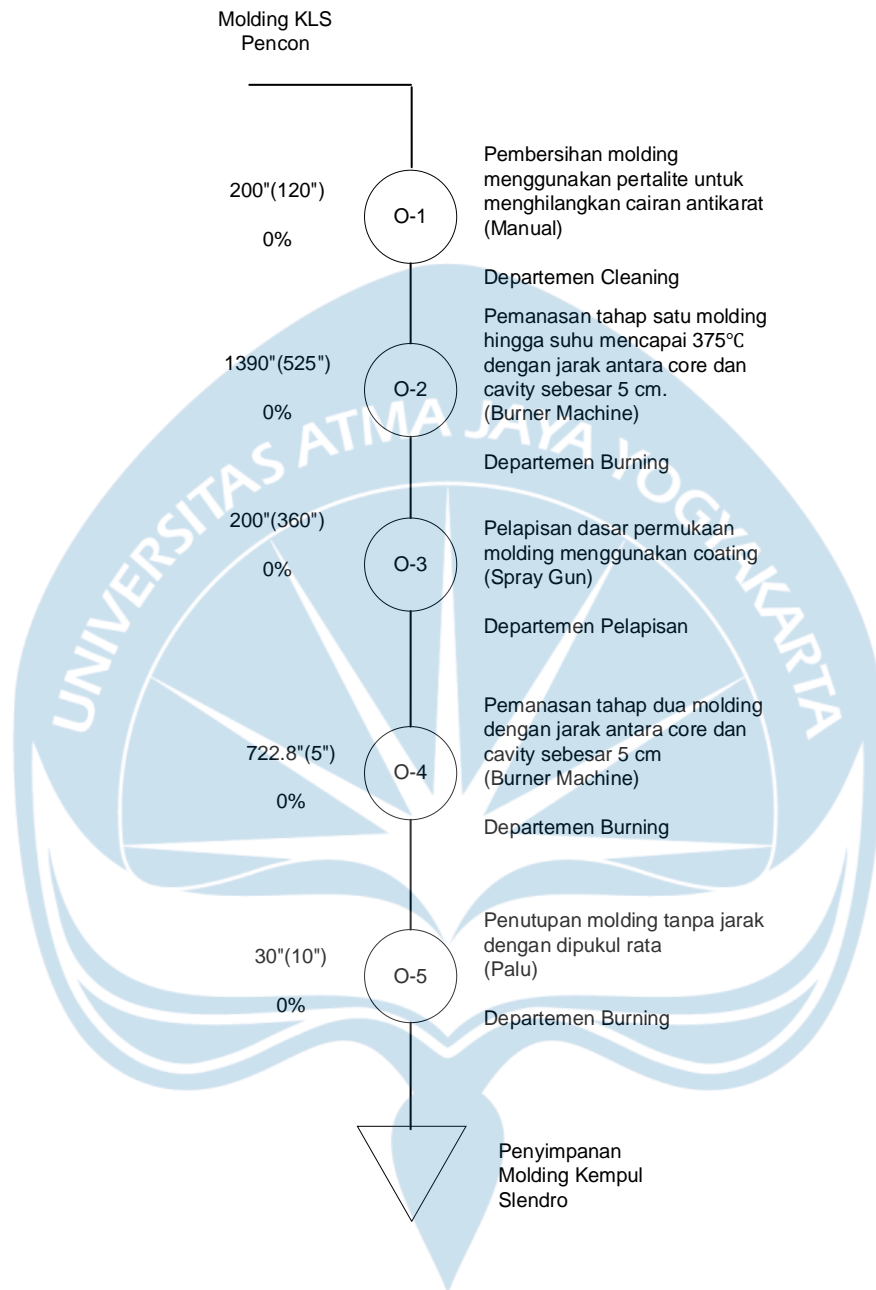 Molding KLS
Pencon
200"(120")
0%
O-1
Pembersihan molding
menggunakan pertalite untuk
menghilangkan cairan antikarat
(Manual)
Departemen Cleaning
1390"(525")
0%
O-2
Pemanasan tahap satu molding
hingga suhu mencapai 375℃
dengan jarak antara core dan
cavity sebesar 5 cm.
(Burner Machine)
Departemen Burning
200"(360")
0%
O-3
Pelapisan dasar permukaan
molding menggunakan coating
(Spray Gun)
Departemen Pelapisan
722.8"(5")
0%
O-4
Pemanasan tahap dua molding
dengan jarak antara core dan
cavity sebesar 5 cm
(Burner Machine)
Departemen Burning
30"(10")
0%
O-5
Penutupan molding tanpa jarak
dengan dipukul rata
(Palu)
Departemen Burning
Penyimpanan
Molding Kempul
Slendro
UNIVERSITAS ATMA JAYA YOGYAKARTA